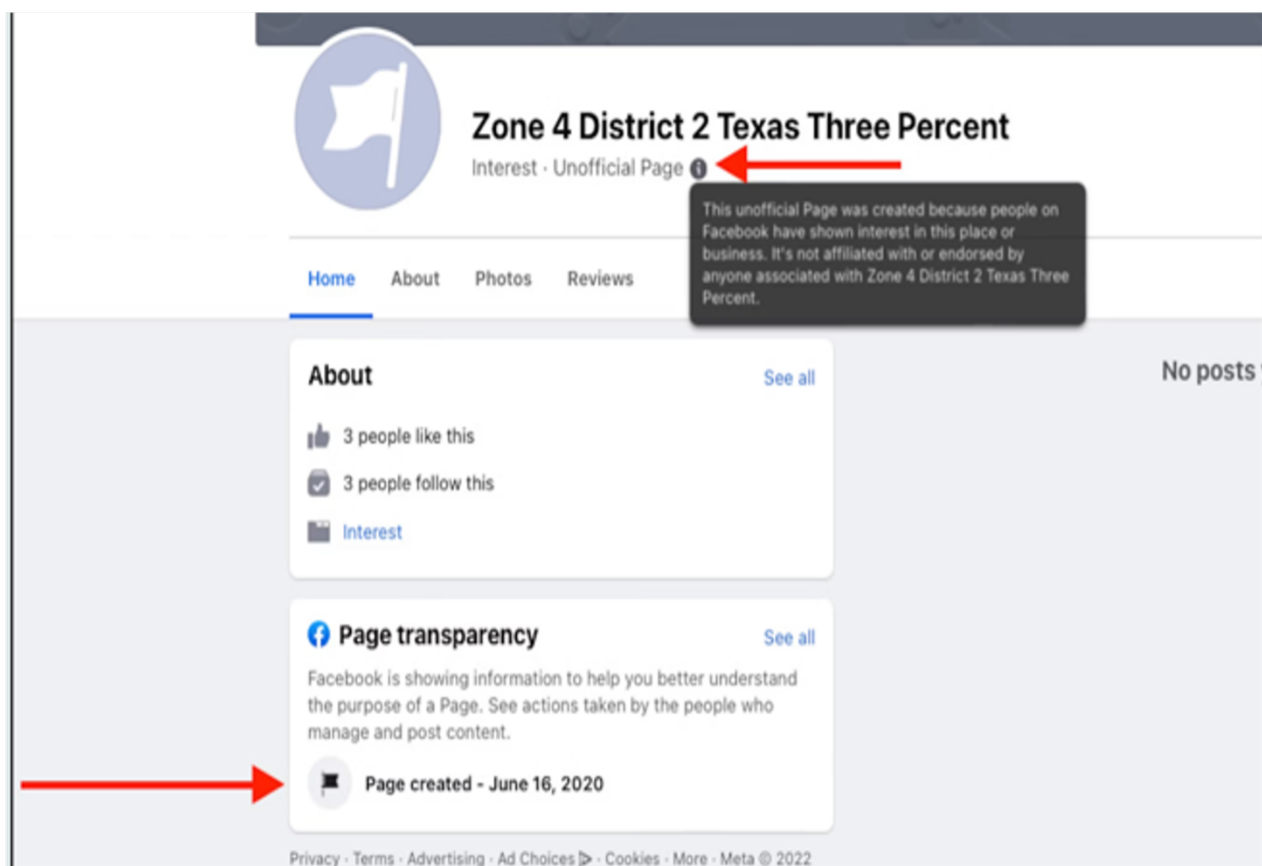 Zone 4 District 2 Texas Three Percent
Interest · Unofficial Page
This unofficial Page was created because people on
Facebook have shown interest in this place or
business. It's not affiliated with or endorsed by
anyone associated with Zone 4 District 2 Texas Three
Percent.
Home About Photos Reviews
About See all
3 people like this
3 people follow this
Interest
No posts
Page transparency See all
Facebook is showing information to help you better understand
the purpose of a Page. See actions taken by the people who
manage and post content.
Page created - June 16, 2020
Privacy · Terms · Advertising · Ad Choices · Cookies · More · Meta © 2022